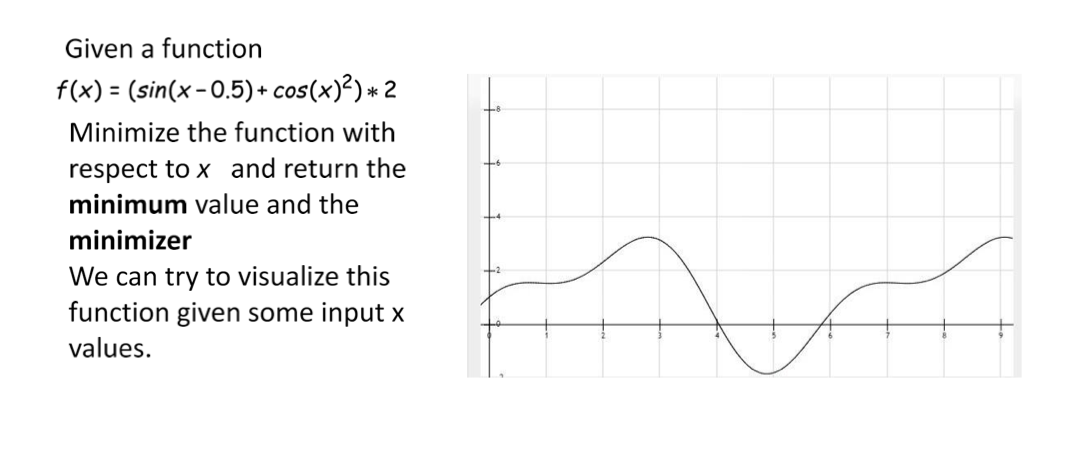 Given a function
f(x) = (sin(x-0.5)+ cos(x)²) * 2
Minimize the function with
respect to x and return the
minimum value and the
minimizer
We can try to visualize this
function given some input x
values.
8
6
4
2
0
0 1 2 3 4 5 6 7 8 9